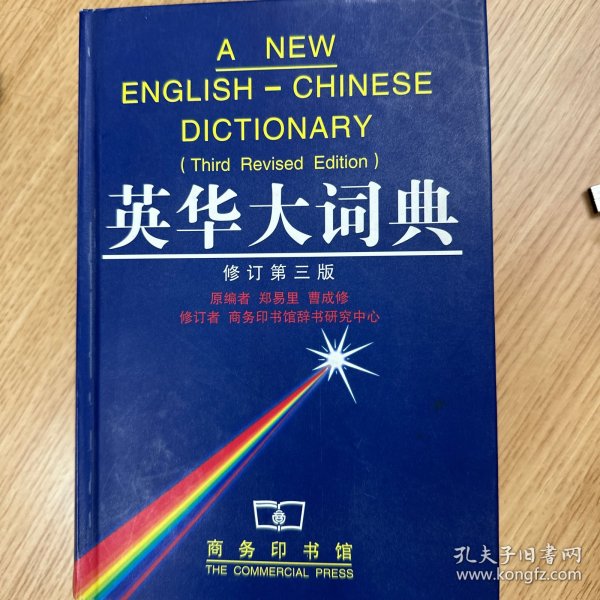 A NEW
ENGLISH – CHINESE
DICTIONARY
(Third Revised Edition)
英华大词典
修订第三版
原编者 郑易里 曹成修
修订者 商务印书馆辞书研究中心
商务印书馆
THE COMMERCIAL PRESS
孔夫子旧书网
www.kongfz.com